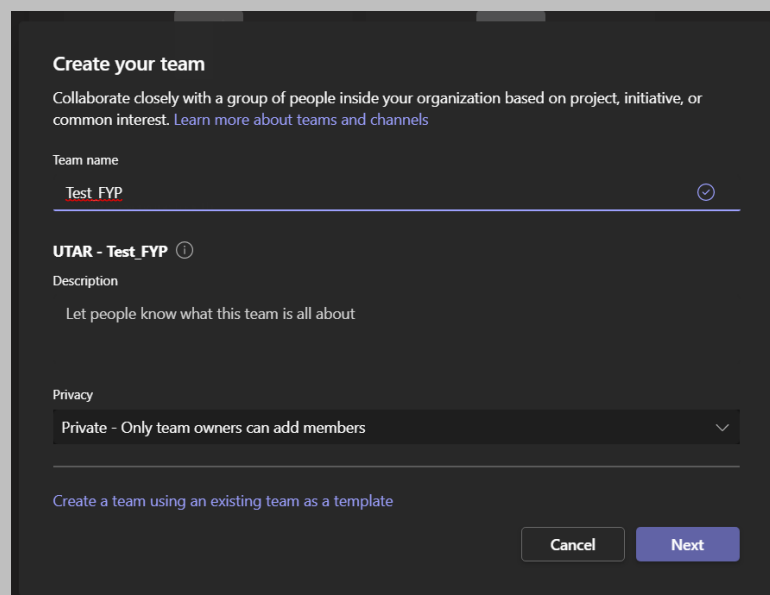 Create your team
Collaborate closely with a group of people inside your organization based on project, initiative, or
common interest. Learn more about teams and channels
Team name
Test_FYP
UTAR - Test_FYP
Description
Let people know what this team is all about
Privacy
Private - Only team owners can add members
Create a team using an existing team as a template
Cancel Next